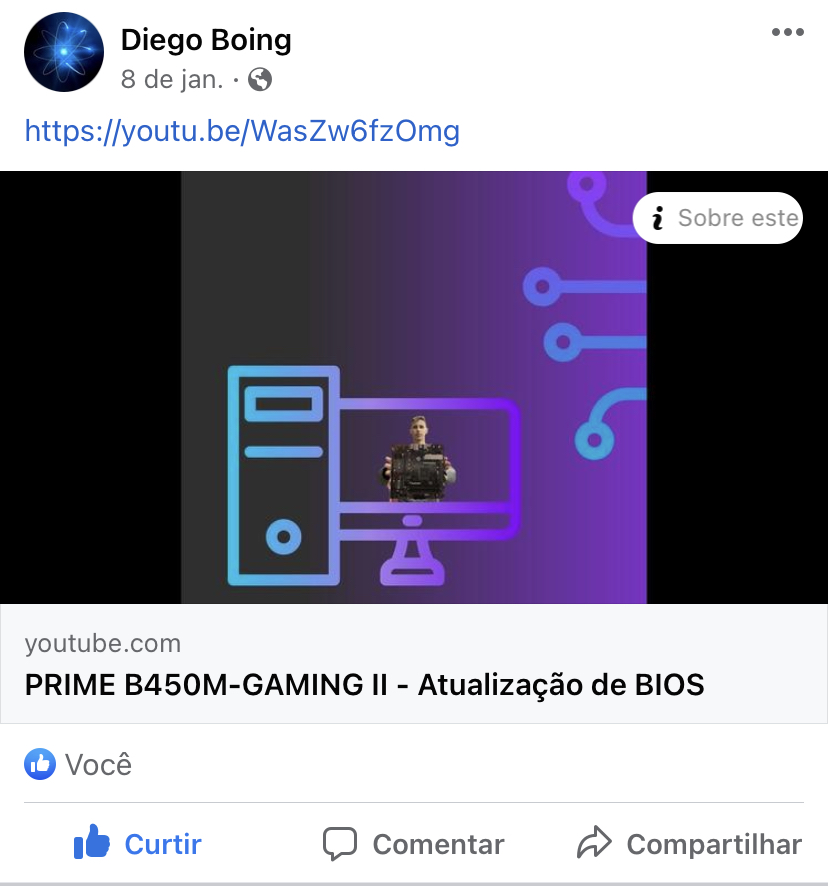 Diego Boing
8 de jan. ·
https://youtu.be/WasZw6fzOmg
i Sobre este
youtube.com
PRIME B450M-GAMING II - Atualização de BIOS
Você
Curtir
Comentar
Compartilhar